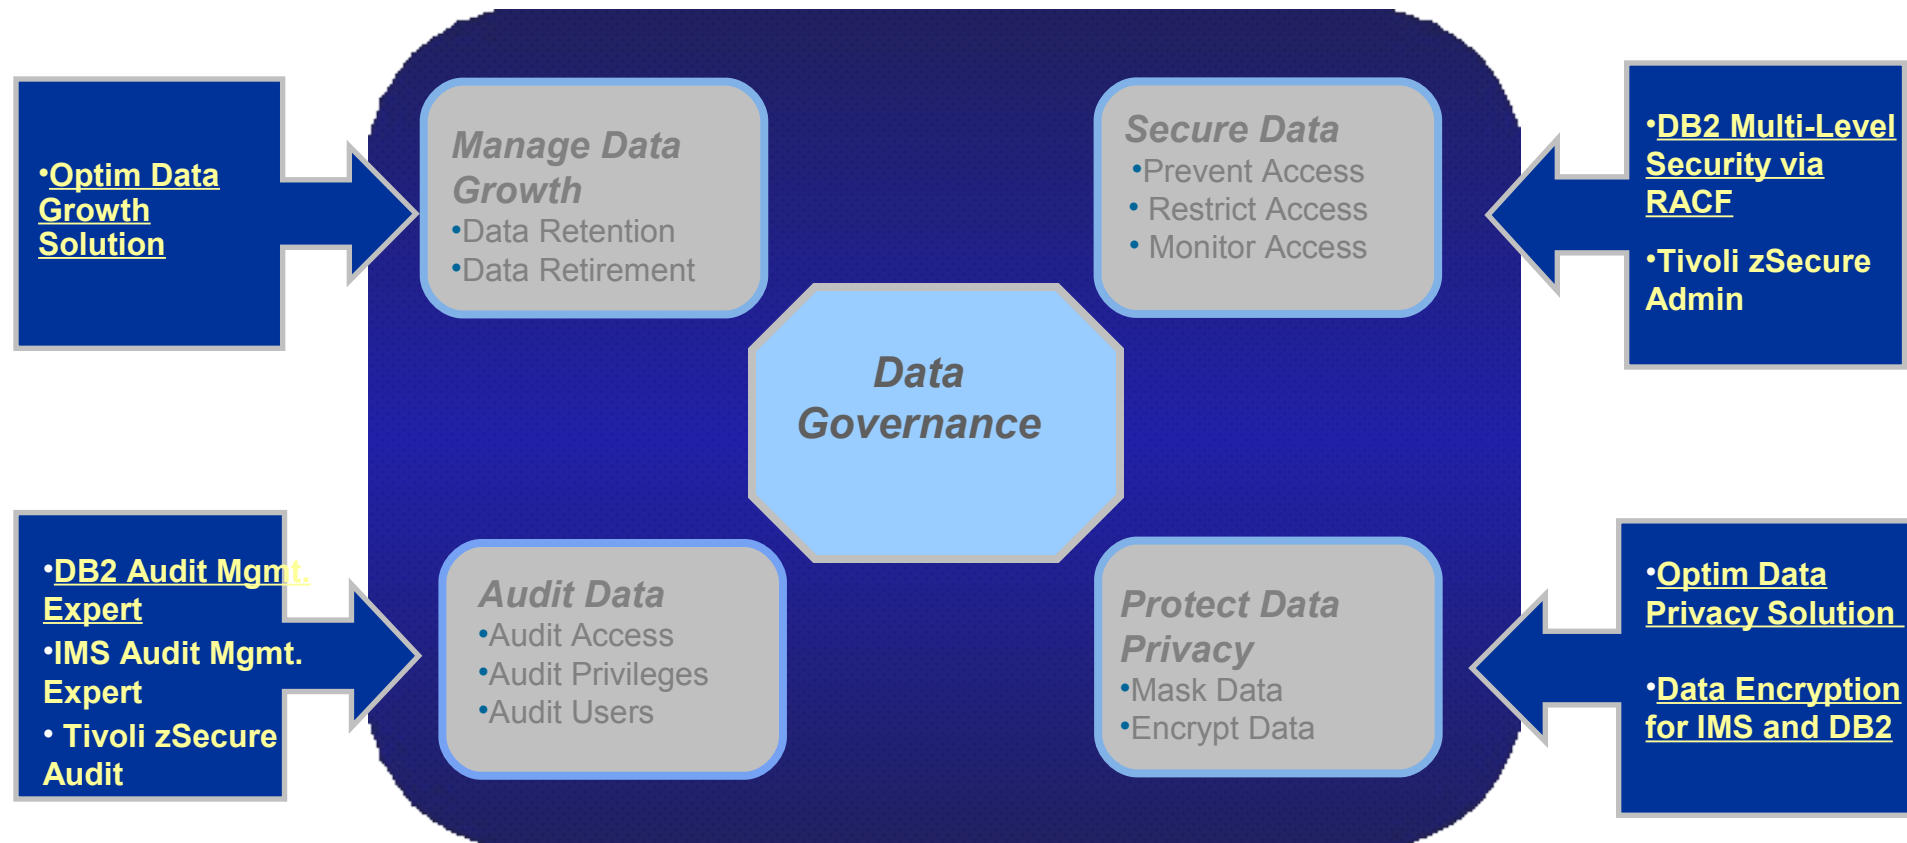 •Optim Data
Growth
Solution
Manage Data
Growth
•Data Retention
•Data Retirement
Secure Data
•Prevent Access
• Restrict Access
• Monitor Access
•DB2 Multi-Level
Security via
RACF
•Tivoli zSecure
Admin
Data
Governance
•DB2 Audit Mgmt.
Expert
•IMS Audit Mgmt.
Expert
• Tivoli zSecure
Audit
Audit Data
•Audit Access
•Audit Privileges
•Audit Users
Protect Data
Privacy
•Mask Data
•Encrypt Data
•Optim Data
Privacy Solution
•Data Encryption
for IMS and DB2